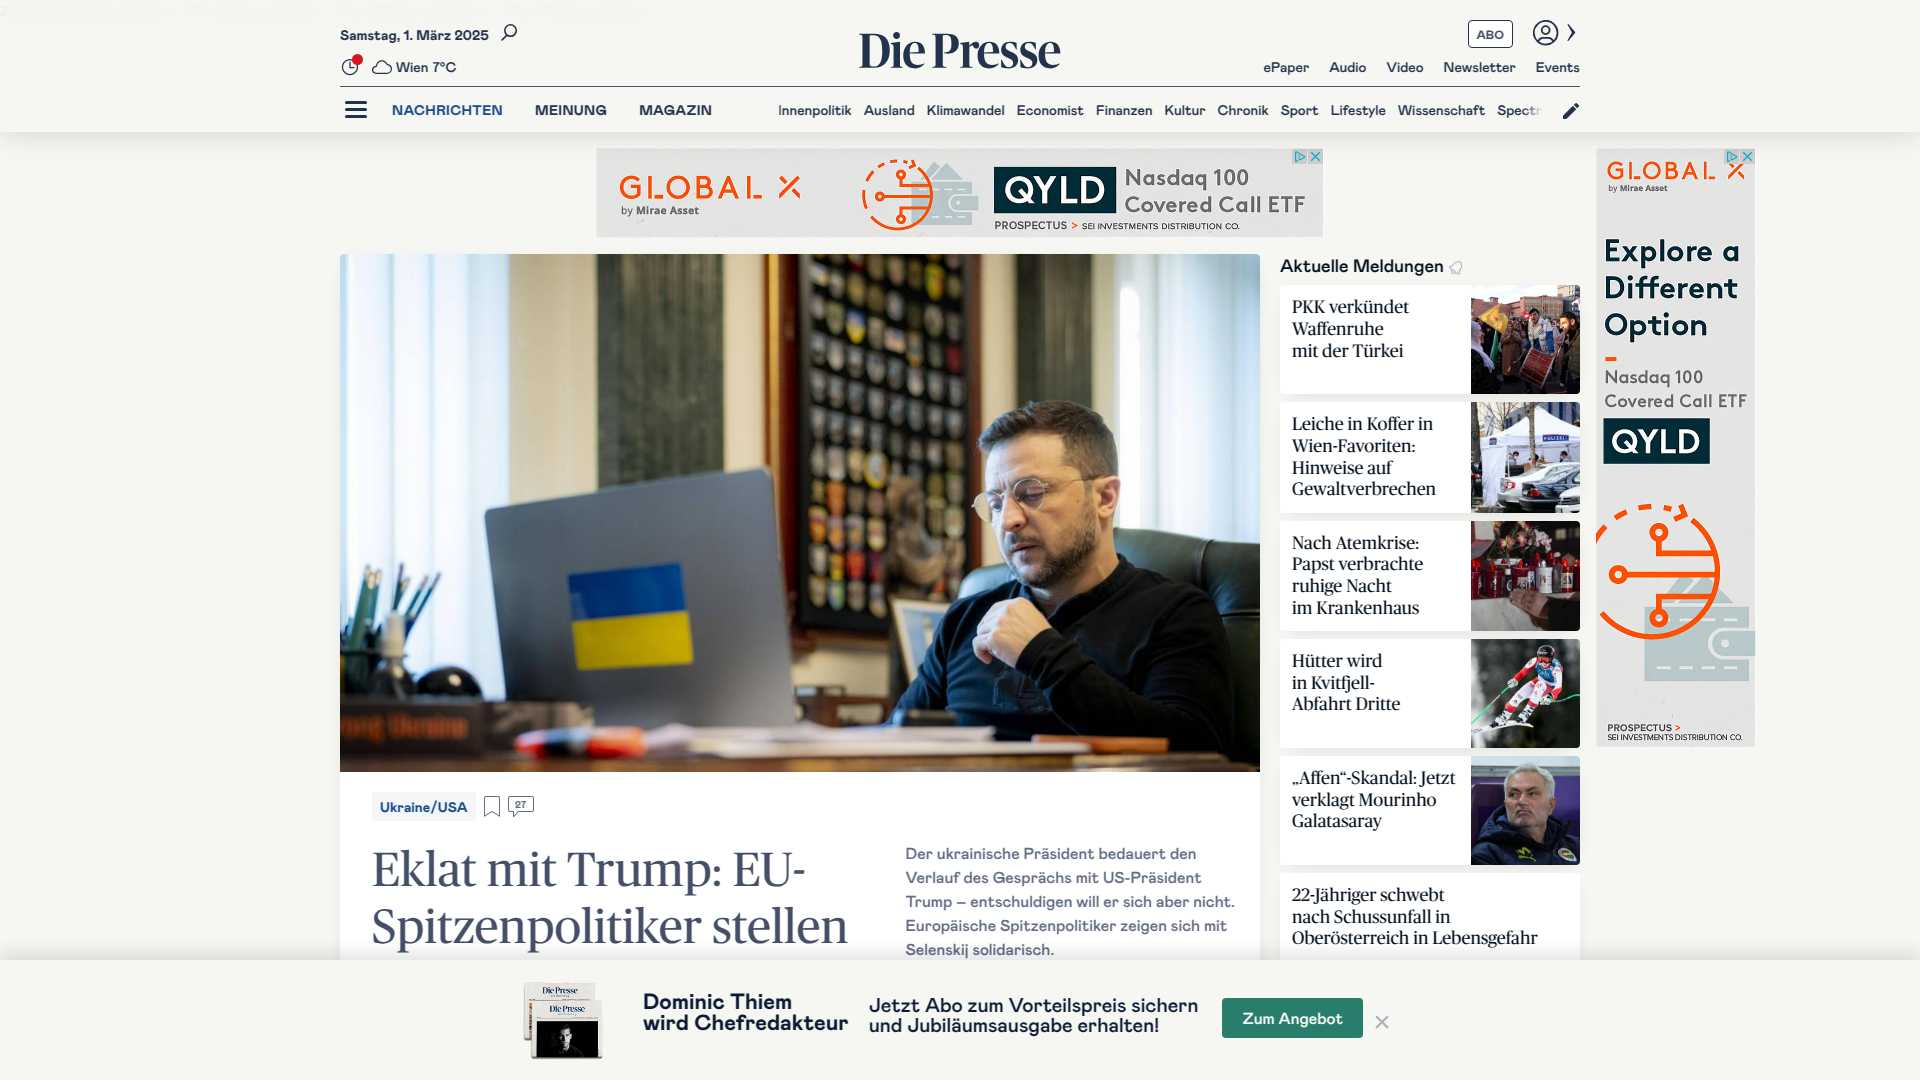 Samstag, 1. März 2025
Wien 7°C
Die Presse
ABO
ePaper Audio Video Newsletter Events
NACHRICHTEN MEINUNG MAGAZIN
Innenpolitik Ausland Klimawandel Economist Finanzen Kultur Chronik Sport Lifestyle Wissenschaft Spectr
GLOBAL X
by Mirae Asset
QYLD
Nasdaq 100
Covered Call ETF
PROSPECTUS > SEI INVESTMENTS DISTRIBUTION CO.
GLOBAL X
by Mirae Asset
Explore a
Different
Option
Nasdaq 100
Covered Call ETF
QYLD
PROSPECTUS >
SEI INVESTMENTS DISTRIBUTION CO.
Aktuelle Meldungen
PKK verkündet
Waffenruhe
mit der Türkei
Leiche in Koffer in
Wien-Favoriten:
Hinweise auf
Gewaltverbrechen
POLIZEI
Nach Atemkrise:
Papst verbrachte
ruhige Nacht
im Krankenhaus
Hütter wird
in Kvitfjell-
Abfahrt Dritte
„Affen“-Skandal: Jetzt
verklagt Mourinho
Galatasaray
22-Jähriger schwebt
nach Schussunfall in
Oberösterreich in Lebensgefahr
Ukraine/USA
27
Eklat mit Trump: EU-
Spitzenpolitiker stellen
Der ukrainische Präsident bedauert den
Verlauf des Gesprächs mit US-Präsident
Trump – entschuldigen will er sich aber nicht.
Europäische Spitzenpolitiker zeigen sich mit
Selenskij solidarisch.
Die Presse
Die Presse
Dominic Thiem
wird Chefredakteur
Jetzt Abo zum Vorteilspreis sichern
und Jubiläumsausgabe erhalten!
Zum Angebot